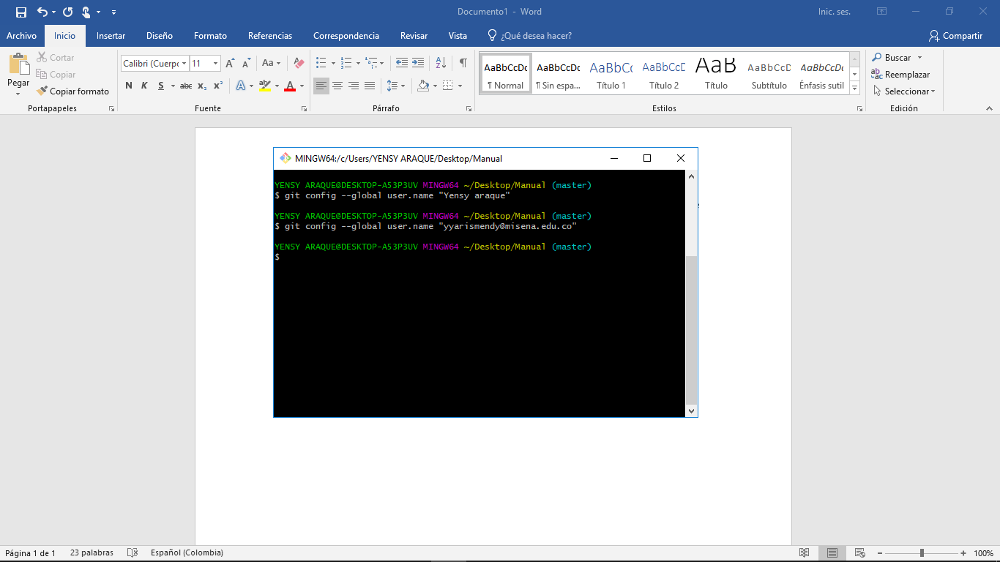 Documento1 - Word
Inic. ses.
Archivo Inicio Insertar Diseño Formato Referencias Correspondencia Revisar Vista ¿Qué desea hacer? Compartir
Pegar
Cortar
Copiar
Copiar formato
Portapapeles
Calibri (Cuerpo 11 Aa
N K S abc x₂ x² A aby A
Fuente
Párrafo
AaBbCcDc AaBbCcDc AaBbCc AaBbCcD AaB AaBbCcD AaBbCcDc
¶ Normal ¶ Sin espa... Título 1 Título 2 Título Subtítulo Énfasis sutil
Estilos
Buscar
Reemplazar
Seleccionar
Edición
MINGW64:/c/Users/YENSY ARAQUE/Desktop/Manual
YENSY ARAQUE@DESKTOP-A53P3UV MINGW64 ~/Desktop/Manual (master)
$ git config --global user.name "Yensy araque"
YENSY ARAQUE@DESKTOP-A53P3UV MINGW64 ~/Desktop/Manual (master)
$ git config --global user.name "yyarismendy@misena.edu.co"
YENSY ARAQUE@DESKTOP-A53P3UV MINGW64 ~/Desktop/Manual (master)
$
Página 1 de 1 23 palabras Español (Colombia) 100%